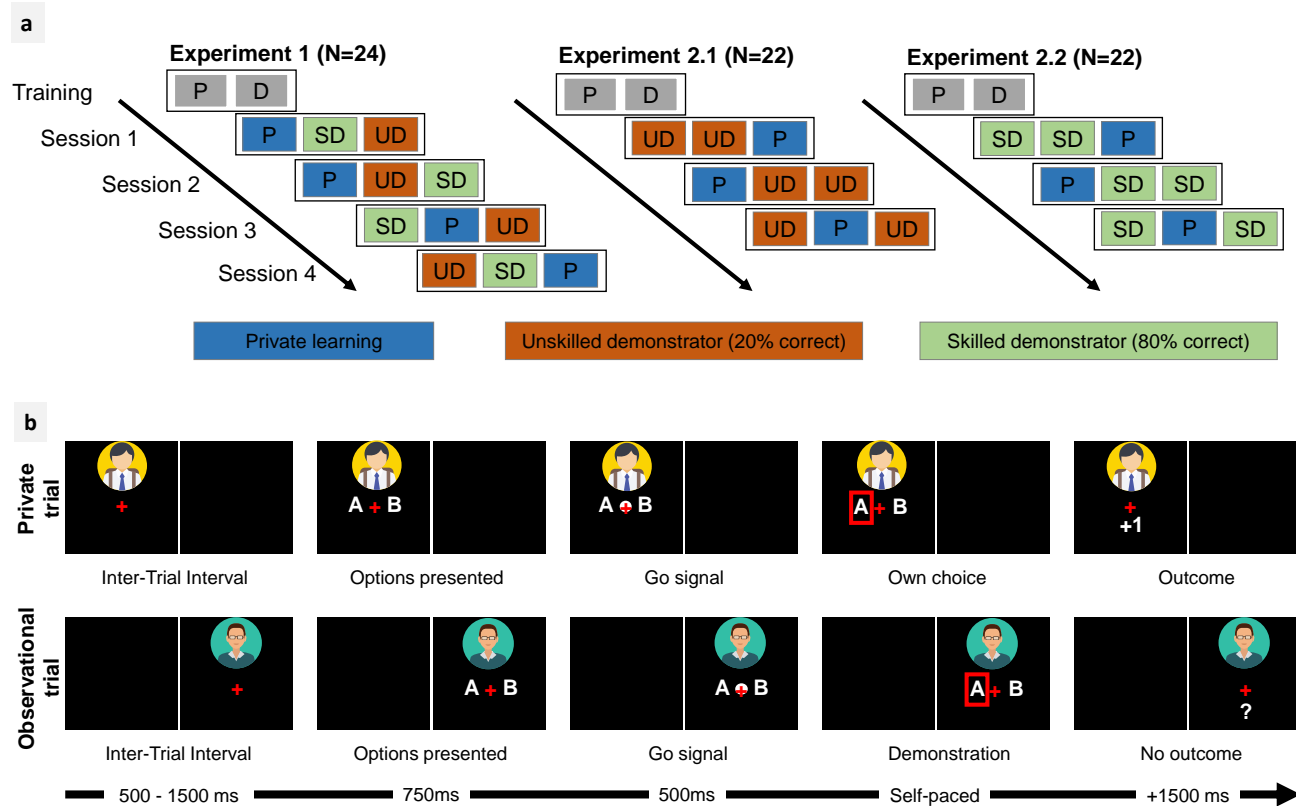 a
Experiment 1 (N=24)
Experiment 2.1 (N=22)
Experiment 2.2 (N=22)
Training
P D
P D
P D
Session 1
P SD UD
UD UD P
SD SD P
Session 2
P UD SD
P UD UD
P SD SD
Session 3
SD P UD
UD P UD
SD P SD
Session 4
UD SD P
Private learning
Unskilled demonstrator (20% correct)
Skilled demonstrator (80% correct)
b
Private trial
A + B
A + B
A + B
+
+
+1
Inter-Trial Interval
Options presented
Go signal
Own choice
Outcome
Observational trial
+
A + B
A + B
A + B
+
?
Inter-Trial Interval
Options presented
Go signal
Demonstration
No outcome
500 - 1500 ms
750ms
500ms
Self-paced
+1500 ms